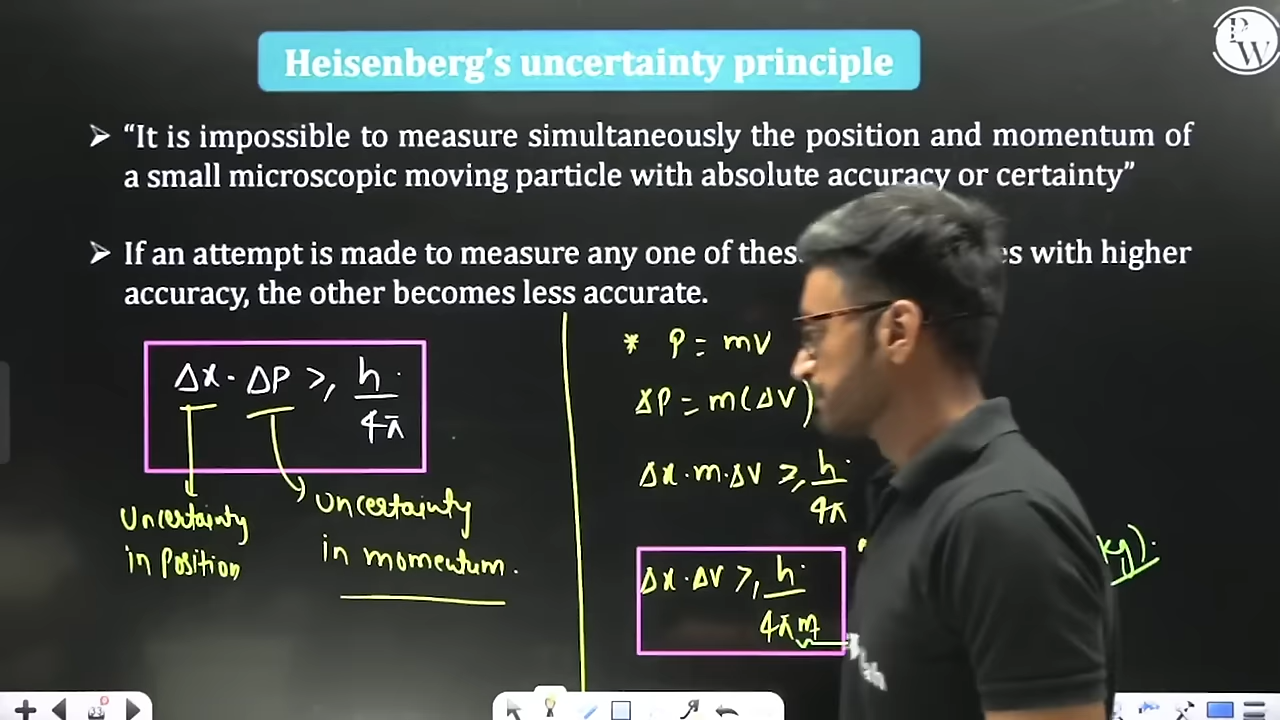 Heisenberg's uncertainty principle
PW
➢ “It is impossible to measure simultaneously the position and momentum of
a small microscopic moving particle with absolute accuracy or certainty”
➢ If an attempt is made to measure any one of thes es with higher
accuracy, the other becomes less accurate.
Δx · Δp ≥ h / 4π
Uncertainty
in Position
Uncertainty
in momentum.
* P = mv
ΔP = m(Δv)
Δx · m · Δv ≥ h / 4π
Δx · Δv ≥ h / 4πm
kg).
33